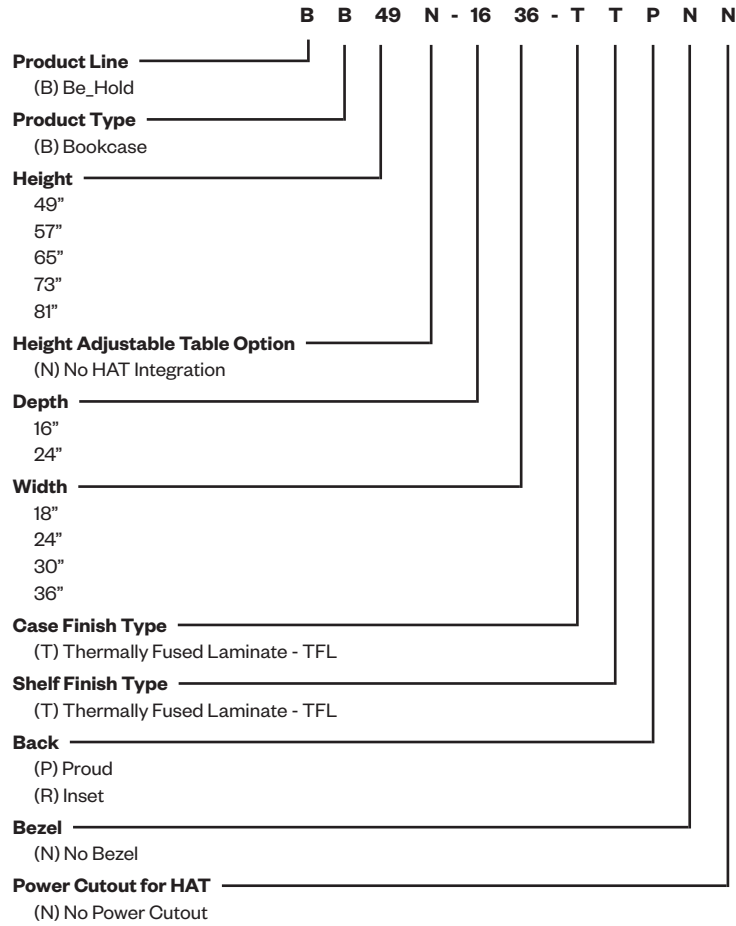 B B 49 N - 16 36 - T T P N N
Product Line
(B) Be_Hold
Product Type
(B) Bookcase
Height
49”
57”
65”
73”
81”
Height Adjustable Table Option
(N) No HAT Integration
Depth
16”
24”
Width
18”
24”
30”
36”
Case Finish Type
(T) Thermally Fused Laminate - TFL
Shelf Finish Type
(T) Thermally Fused Laminate - TFL
Back
(P) Proud
(R) Inset
Bezel
(N) No Bezel
Power Cutout for HAT
(N) No Power Cutout